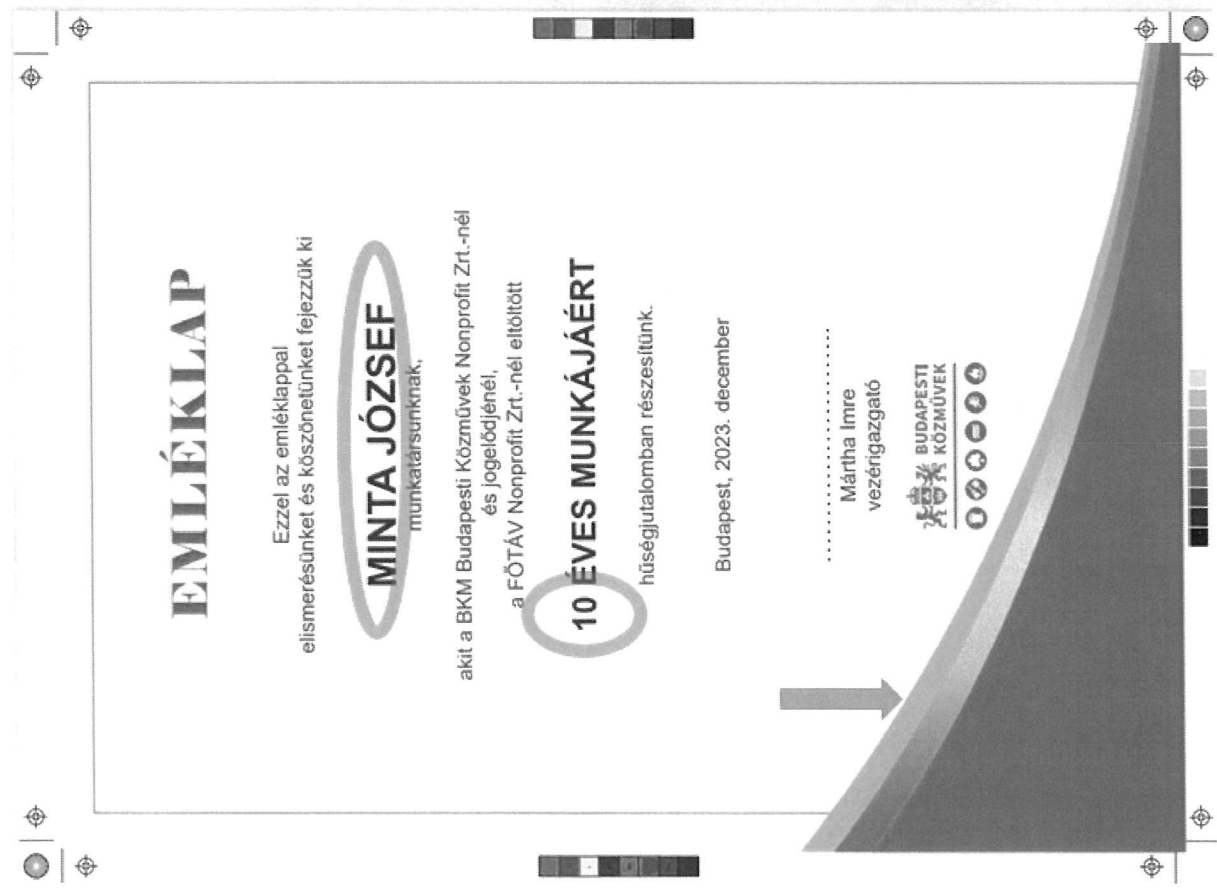 EMLÉKLAP
Ezzel az emléklappal
elismerésünket és köszönetünket fejezzük ki
MINTA JÓZSEF
munkatársunknak,
akit a BKM Budapesti Közművek Nonprofit Zrt.-nél
és jogelődjénél,
a FŐTÁV Nonprofit Zrt.-nél eltöltött
10 ÉVES MUNKÁJÁÉRT
hűségjutalomban részesítünk.
Budapest, 2023. december
Mártha Imre
vezérigazgató
BUDAPESTI
KÖZMŰVEK